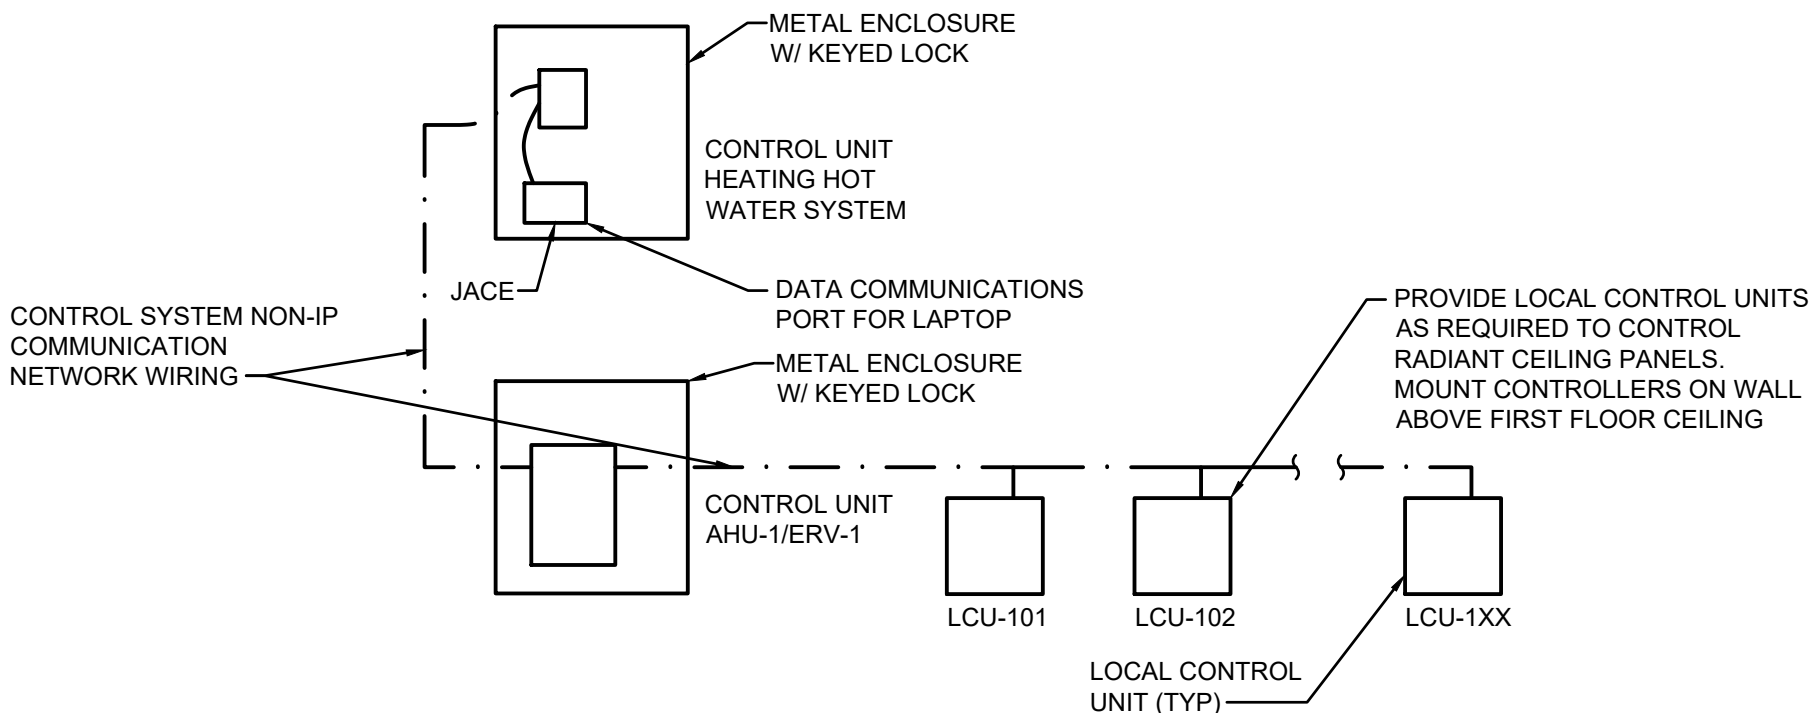 METAL ENCLOSURE
W/ KEYED LOCK
CONTROL UNIT
HEATING HOT
WATER SYSTEM
JACE
DATA COMMUNICATIONS
PORT FOR LAPTOP
CONTROL SYSTEM NON-IP
COMMUNICATION
NETWORK WIRING
METAL ENCLOSURE
W/ KEYED LOCK
PROVIDE LOCAL CONTROL UNITS
AS REQUIRED TO CONTROL
RADIANT CEILING PANELS.
MOUNT CONTROLLERS ON WALL
ABOVE FIRST FLOOR CEILING
CONTROL UNIT
AHU-1/ERV-1
LCU-101
LCU-102
LCU-1XX
LOCAL CONTROL
UNIT (TYP)